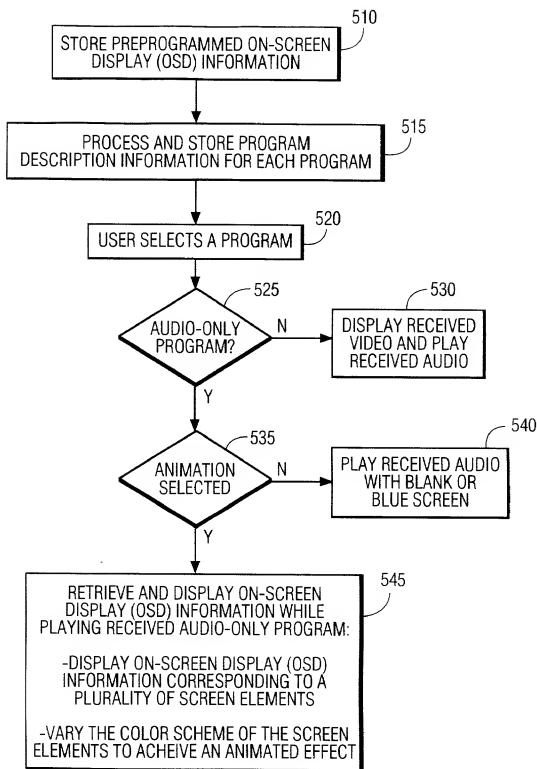 510
STORE PREPROGRAMMED ON-SCREEN
DISPLAY (OSD) INFORMATION
515
PROCESS AND STORE PROGRAM
DESCRIPTION INFORMATION FOR EACH PROGRAM
520
USER SELECTS A PROGRAM
525
AUDIO-ONLY
PROGRAM?
N
530
DISPLAY RECEIVED
VIDEO AND PLAY
RECEIVED AUDIO
Y
535
ANIMATION
SELECTED
N
540
PLAY RECEIVED AUDIO
WITH BLANK OR
BLUE SCREEN
Y
545
RETRIEVE AND DISPLAY ON-SCREEN
DISPLAY (OSD) INFORMATION WHILE
PLAYING RECEIVED AUDIO-ONLY PROGRAM:
-DISPLAY ON-SCREEN DISPLAY (OSD)
INFORMATION CORRESPONDING TO A
PLURALITY OF SCREEN ELEMENTS
-VARY THE COLOR SCHEME OF THE SCREEN
ELEMENTS TO ACHEIVE AN ANIMATED EFFECT